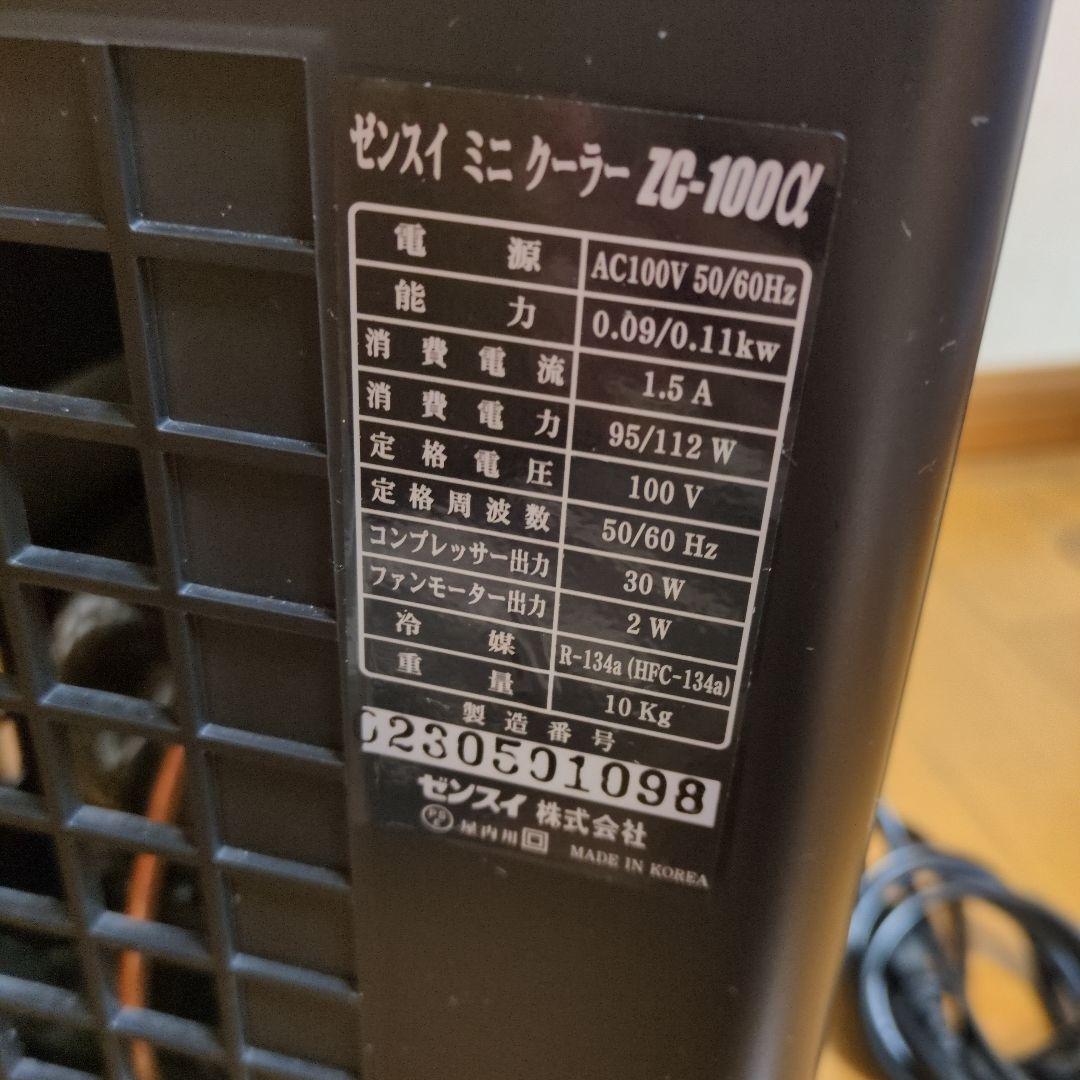 ゼンスイ ミニ クーラー ZC-100α
電源 AC100V 50/60Hz
能力 0.09/0.11kw
消費電流 1.5 A
消費電力 95/112 W
定格電圧 100 V
定格周波数 50/60 Hz
コンプレッサー出力 30 W
ファンモーター出力 2 W
冷媒 R-134a (HFC-134a)
重量 10 Kg
製造番号
230501098
ゼンスイ 株式会社
屋内用
MADE IN KOREA